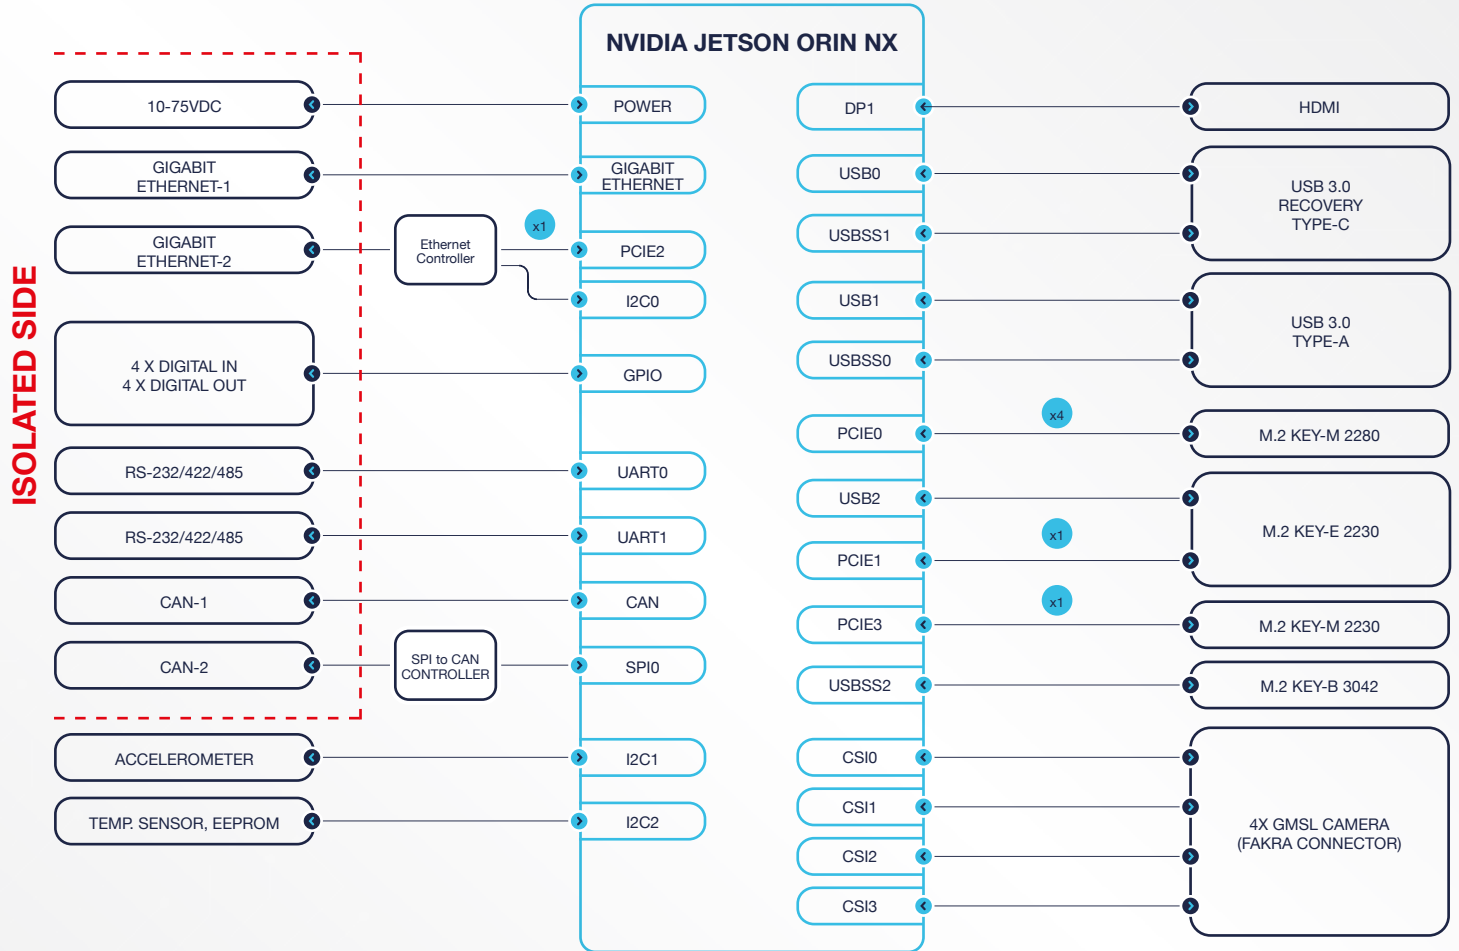 NVIDIA JETSON ORIN NX
ISOLATED SIDE
10-75VDC
GIGABIT
ETHERNET-1
GIGABIT
ETHERNET-2
4 X DIGITAL IN
4 X DIGITAL OUT
RS-232/422/485
RS-232/422/485
CAN-1
CAN-2
ACCELEROMETER
TEMP. SENSOR, EEPROM
Ethernet
Controller
x1
SPI to CAN
CONTROLLER
POWER
GIGABIT
ETHERNET
PCIE2
I2C0
GPIO
UART0
UART1
CAN
SPI0
I2C1
I2C2
DP1
USB0
USBSS1
USB1
USBSS0
PCIE0
USB2
PCIE1
PCIE3
USBSS2
CSI0
CSI1
CSI2
CSI3
x4
x1
x1
HDMI
USB 3.0
RECOVERY
TYPE-C
USB 3.0
TYPE-A
M.2 KEY-M 2280
M.2 KEY-E 2230
M.2 KEY-M 2230
M.2 KEY-B 3042
4X GMSL CAMERA
(FAKRA CONNECTOR)